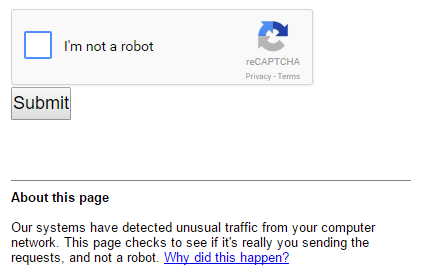 I'm not a robot
reCAPTCHA
Privacy - Terms
Submit
About this page
Our systems have detected unusual traffic from your computer
network. This page checks to see if it's really you sending the
requests, and not a robot. Why did this happen?